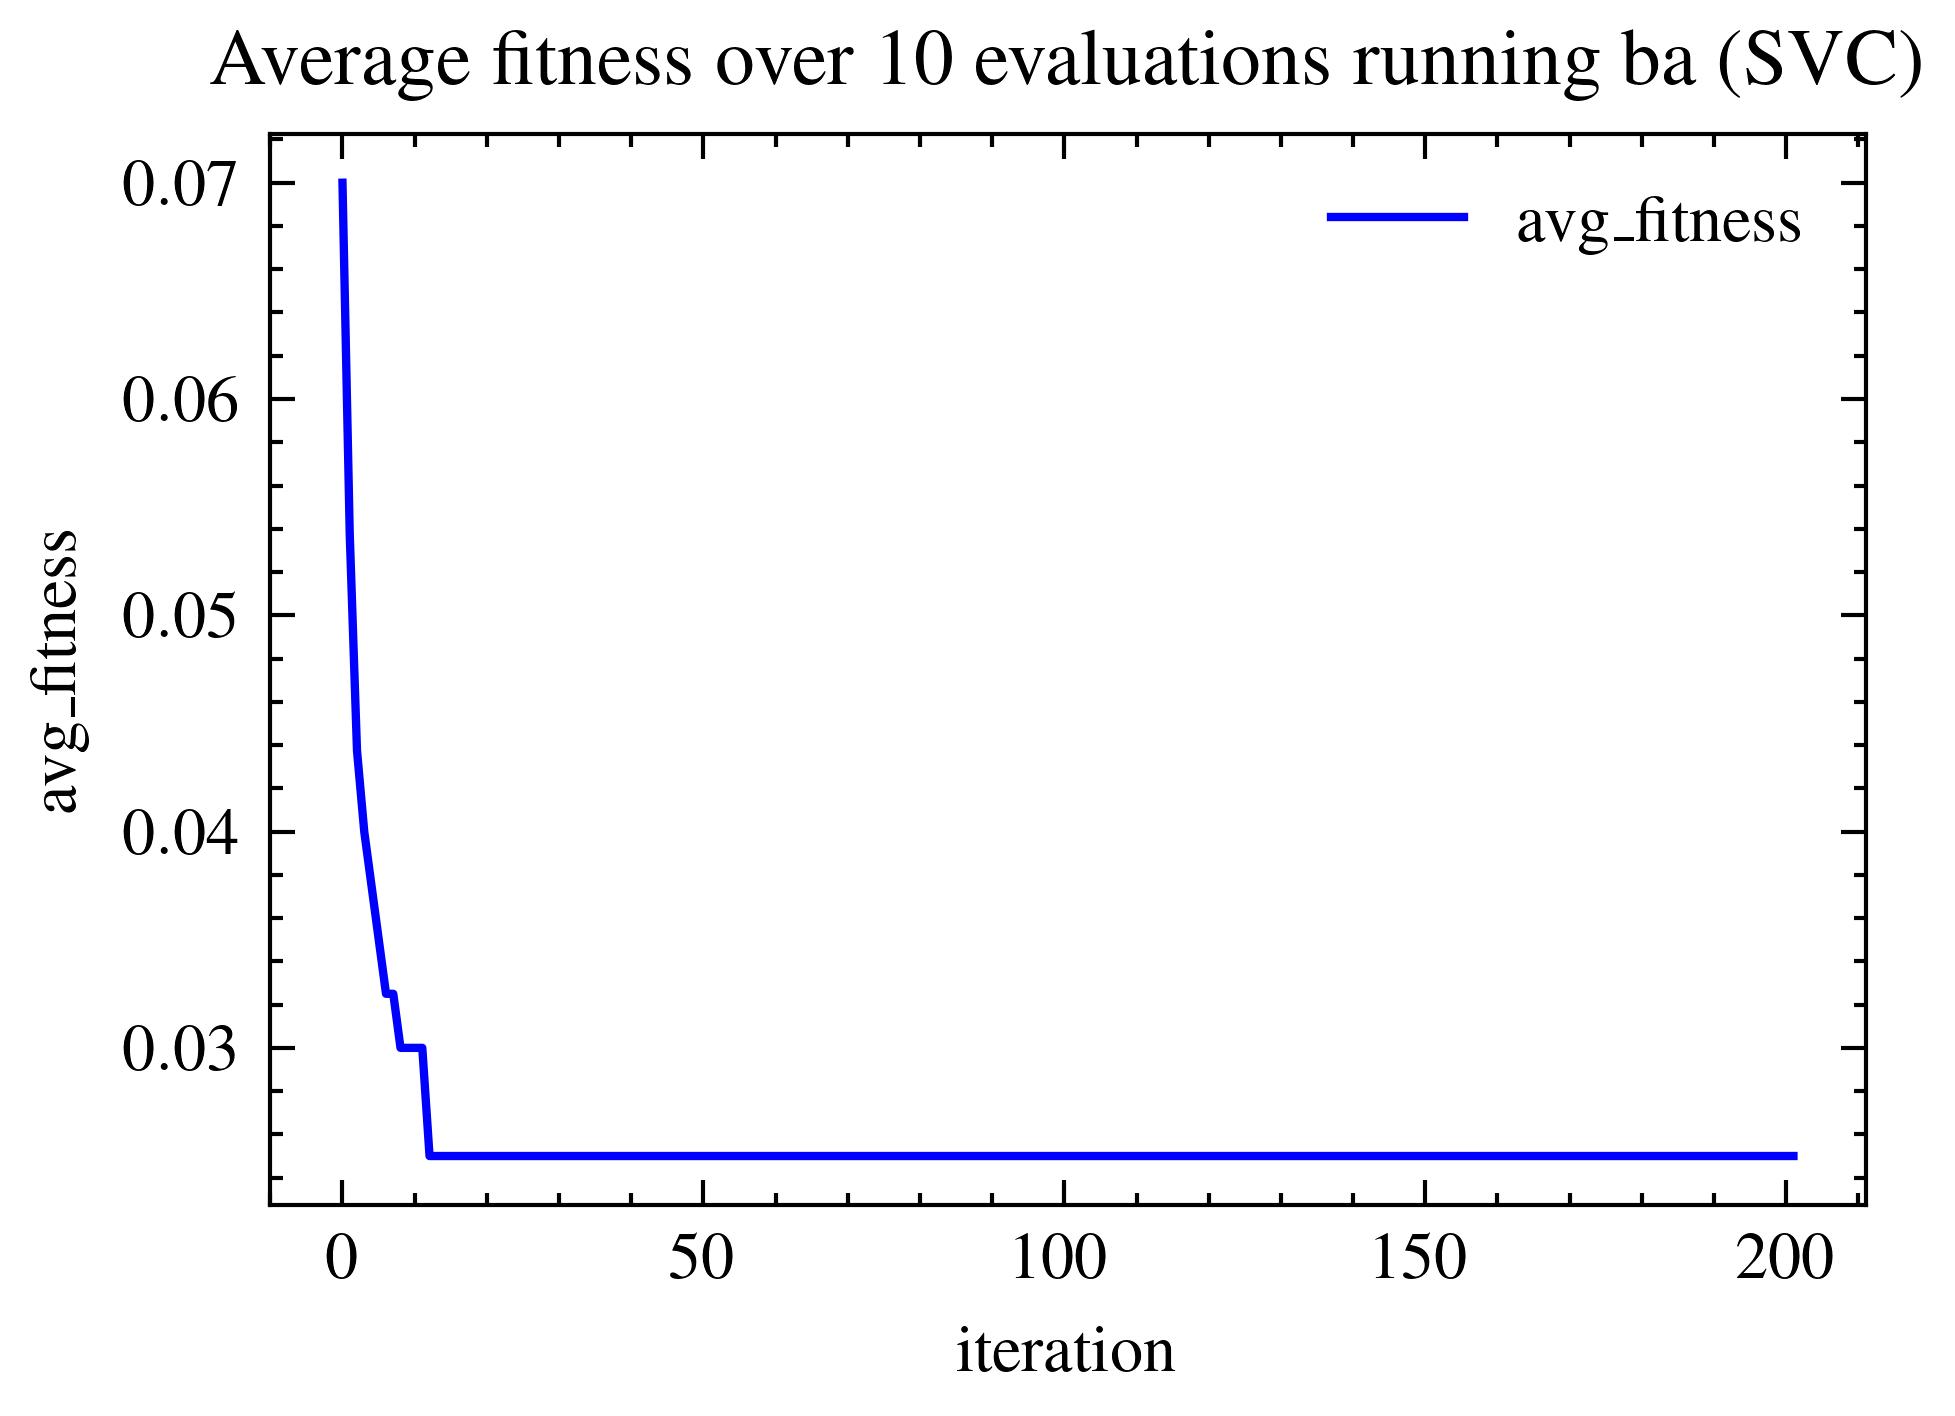 Average fitness over 10 evaluations running ba (SVC)
avg_fitness
0.07
0.06
0.05
0.04
0.03
avg_fitness
0 50 100 150 200
iteration